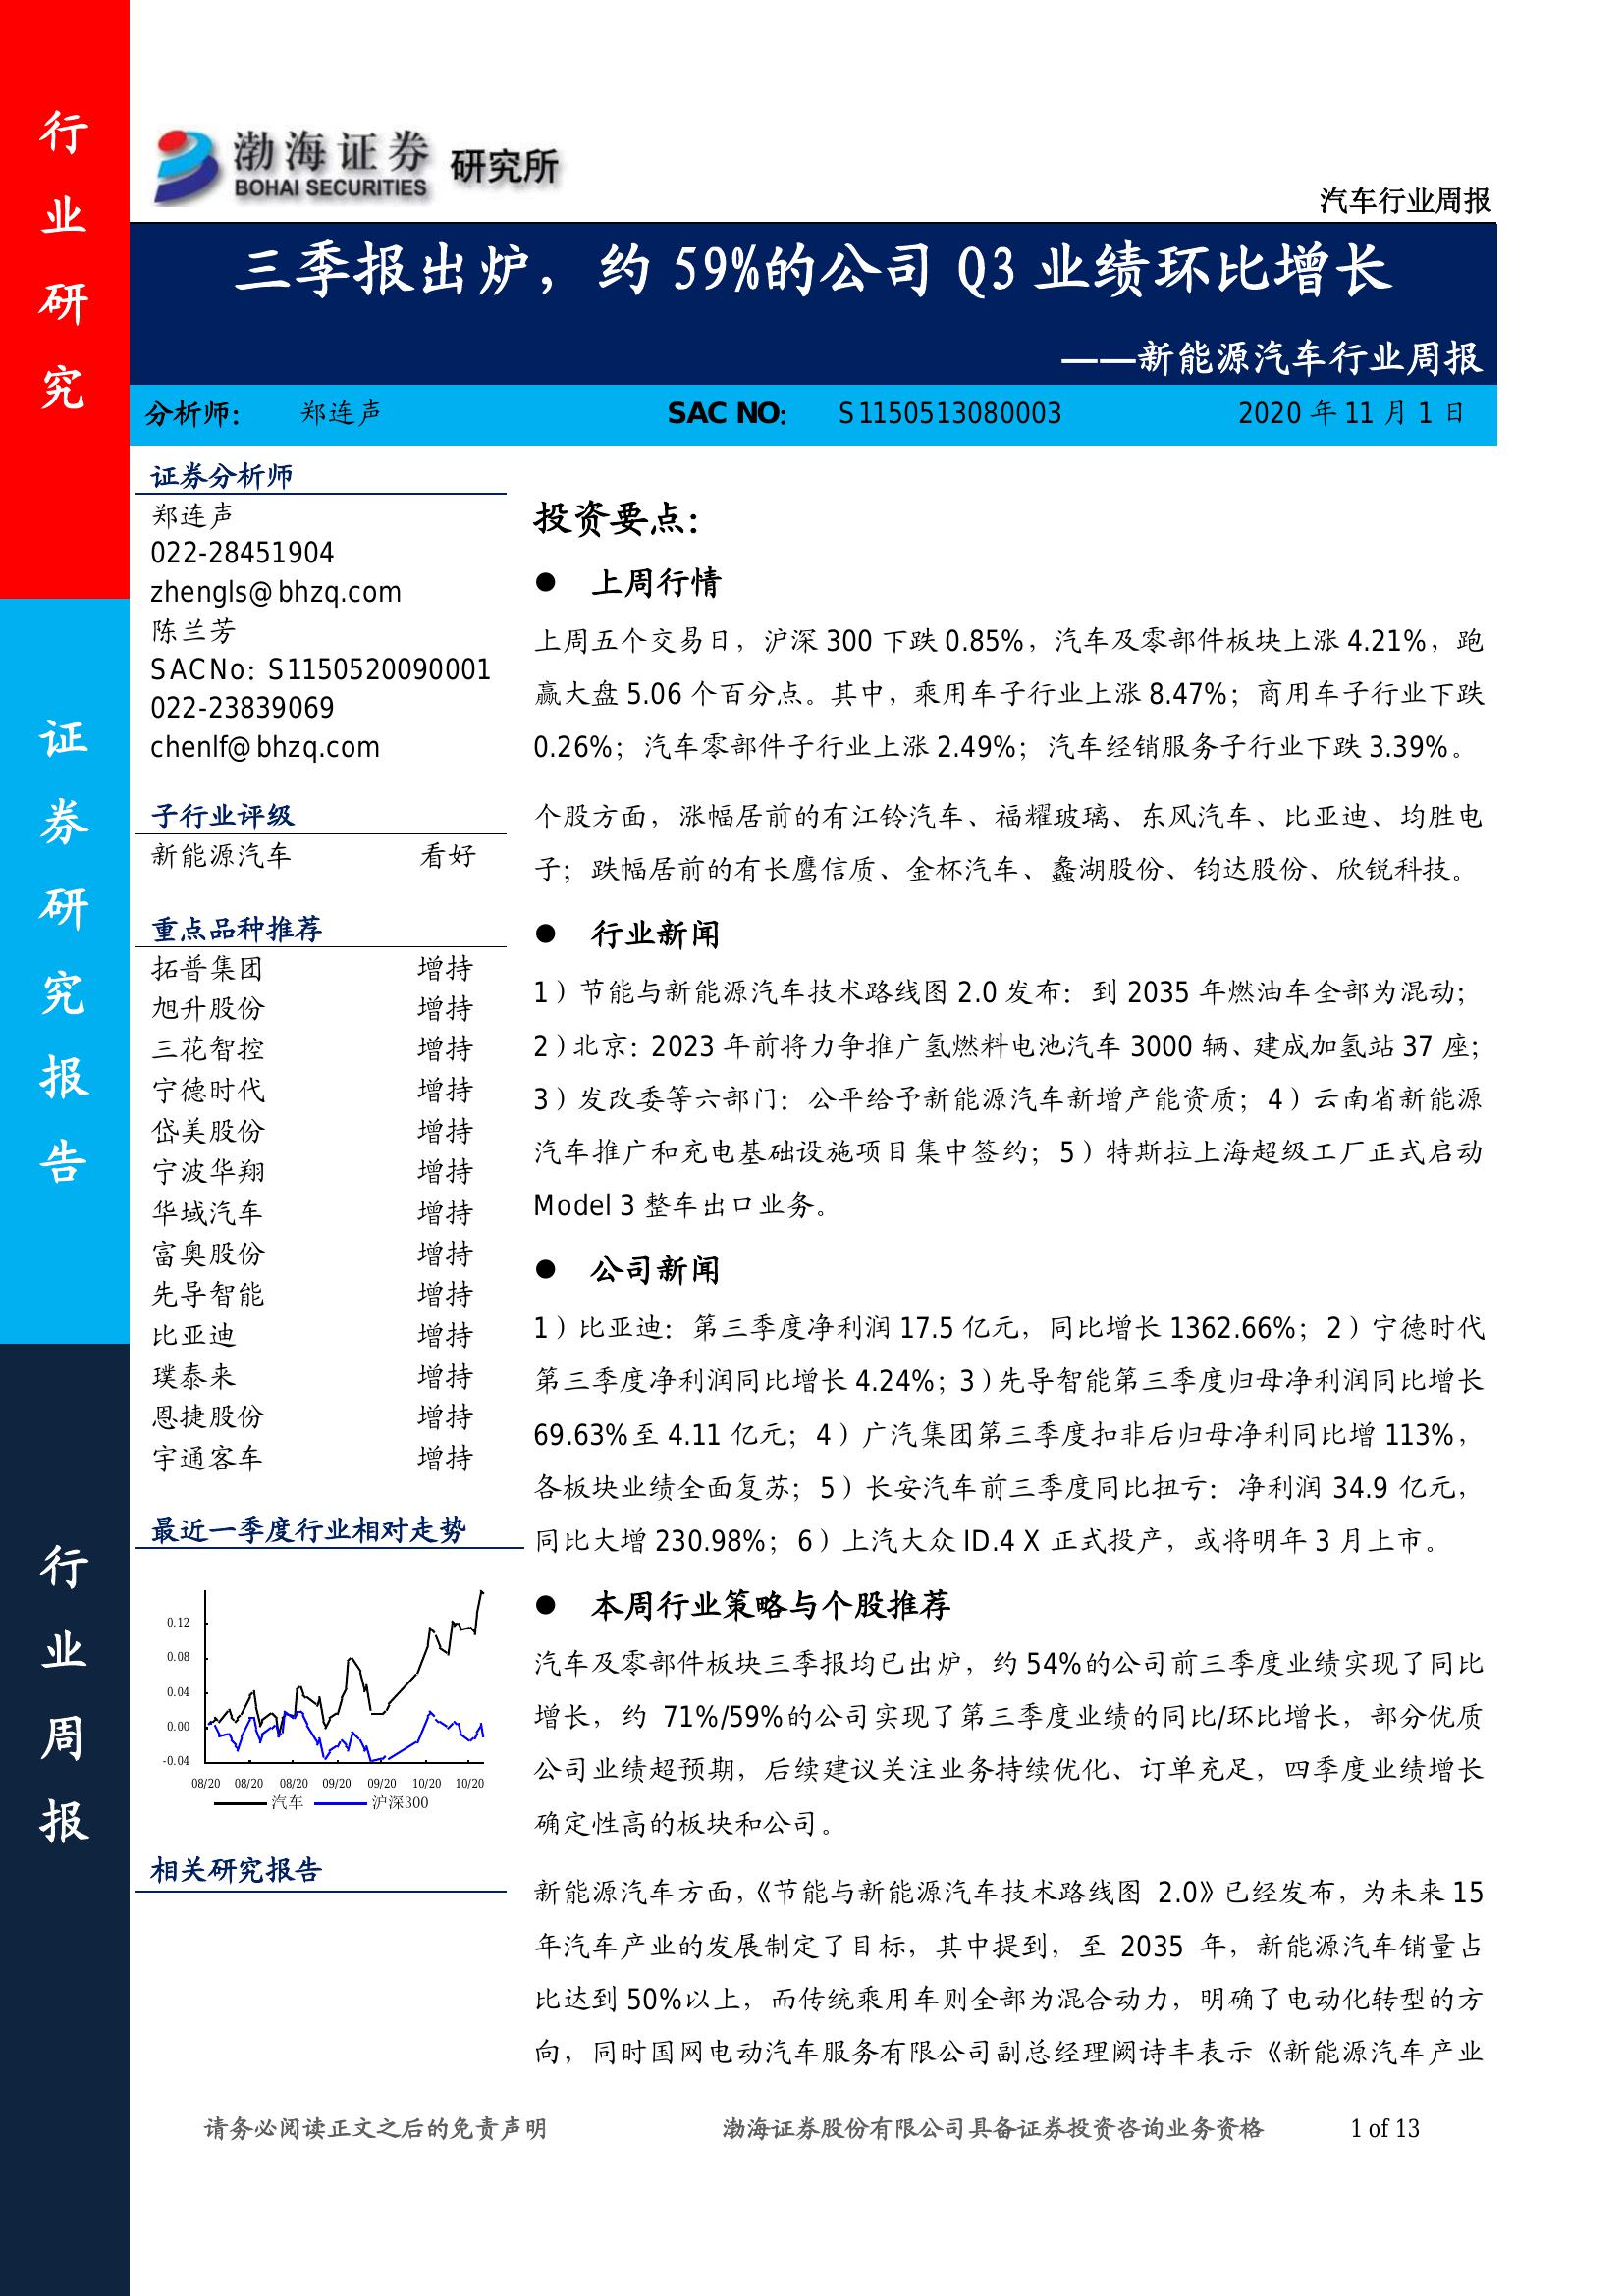 行业研究
证券研究报告
行业周报
渤海证券
BOHAI SECURITIES
研究所
汽车行业周报
三季报出炉，约 59%的公司 Q3 业绩环比增长
——新能源汽车行业周报
分析师： 郑连声 SAC NO： S1150513080003 2020 年 11 月 1 日
证券分析师
郑连声
022-28451904
zhengls@bhzq.com
陈兰芳
SACNo：S1150520090001
022-23839069
chenlf@bhzq.com
子行业评级
新能源汽车 看好
重点品种推荐
拓普集团 增持
旭升股份 增持
三花智控 增持
宁德时代 增持
岱美股份 增持
宁波华翔 增持
华域汽车 增持
富奥股份 增持
先导智能 增持
比亚迪 增持
璞泰来 增持
恩捷股份 增持
宇通客车 增持
最近一季度行业相对走势
0.12
0.08
0.04
0.00
-0.04
08/20 08/20 08/20 09/20 09/20 10/20 10/20
汽车 沪深300
相关研究报告
投资要点：
● 上周行情
上周五个交易日，沪深 300 下跌 0.85%，汽车及零部件板块上涨 4.21%，跑
赢大盘 5.06 个百分点。其中，乘用车子行业上涨 8.47%；商用车子行业下跌
0.26%；汽车零部件子行业上涨 2.49%；汽车经销服务子行业下跌 3.39%。
个股方面，涨幅居前的有江铃汽车、福耀玻璃、东风汽车、比亚迪、均胜电
子；跌幅居前的有长鹰信质、金杯汽车、蠡湖股份、钧达股份、欣锐科技。
● 行业新闻
1）节能与新能源汽车技术路线图 2.0 发布：到 2035 年燃油车全部为混动；
2）北京：2023 年前将力争推广氢燃料电池汽车 3000 辆、建成加氢站 37 座；
3）发改委等六部门：公平给予新能源汽车新增产能资质；4）云南省新能源
汽车推广和充电基础设施项目集中签约；5）特斯拉上海超级工厂正式启动
Model 3 整车出口业务。
● 公司新闻
1）比亚迪：第三季度净利润 17.5 亿元，同比增长 1362.66%；2）宁德时代
第三季度净利润同比增长 4.24%；3）先导智能第三季度归母净利润同比增长
69.63%至 4.11 亿元；4）广汽集团第三季度扣非后归母净利同比增 113%，
各板块业绩全面复苏；5）长安汽车前三季度同比扭亏：净利润 34.9 亿元，
同比大增 230.98%；6）上汽大众 ID.4 X 正式投产，或将明年 3 月上市。
● 本周行业策略与个股推荐
汽车及零部件板块三季报均已出炉，约 54%的公司前三季度业绩实现了同比
增长，约 71%/59%的公司实现了第三季度业绩的同比/环比增长，部分优质
公司业绩超预期，后续建议关注业务持续优化、订单充足，四季度业绩增长
确定性高的板块和公司。
新能源汽车方面，《节能与新能源汽车技术路线图 2.0》已经发布，为未来 15
年汽车产业的发展制定了目标，其中提到，至 2035 年，新能源汽车销量占
比达到 50%以上，而传统乘用车则全部为混合动力，明确了电动化转型的方
向，同时国网电动汽车服务有限公司副总经理阙诗丰表示《新能源汽车产业
请务必阅读正文之后的免责声明 渤海证券股份有限公司具备证券投资咨询业务资格 1 of 13